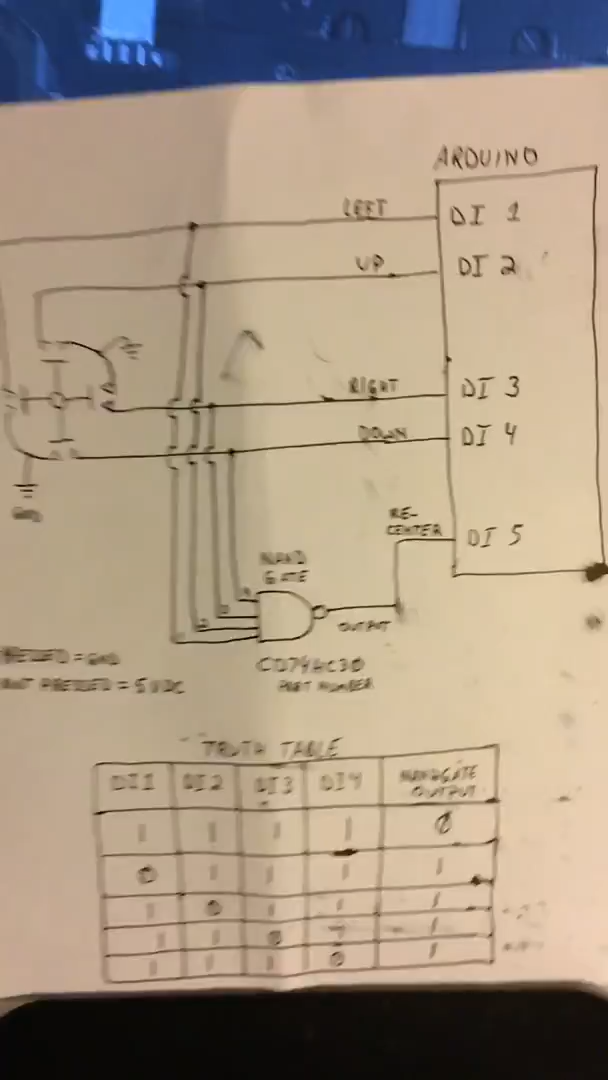 ARDUINO
LEFT
DI 1
UP
DI 2
RIGHT
DI 3
DOWN
DI 4
RE-
CENTER
DI 5
GND
NAND
GATE
OUTPUT
CD74HC30
PART NUMBER
= GND
NOT PRESSED = 5 VDC
TRUTH TABLE
DI1 DI2 DI3 DI4 NANDGATE
OUTPUT
1 1 1 1 0
0 1 1 1 1
1 0 1 1 1
1 1 0 1 1
1 1 1 0 1